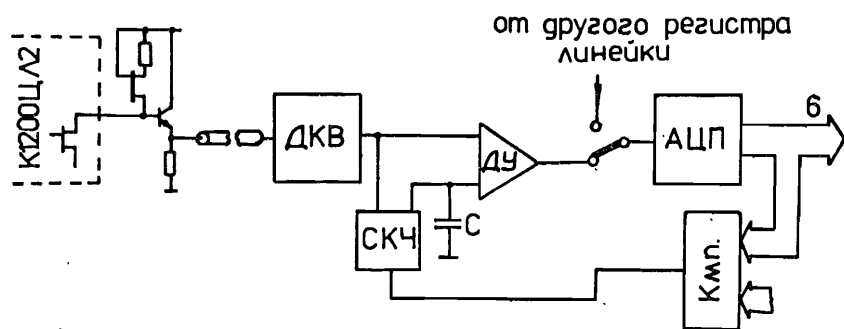 от другого регистра
линейки
К1200ЦЛ2
ДКВ
ДУ
АЦП
6
СКЧ
С
Кмп.